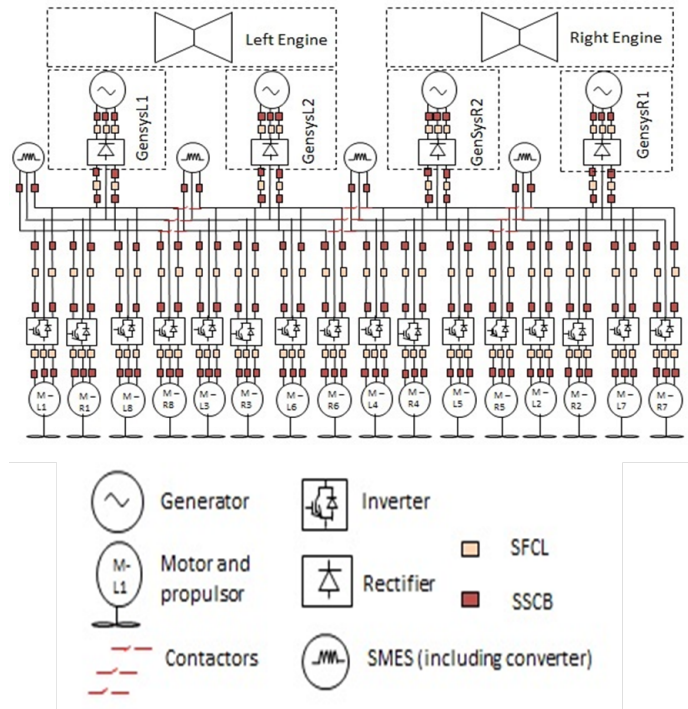 Left Engine
Right Engine
GensysL1
GensysL2
GenSysR2
GensysR1
M –
L1
M –
R1
M –
L8
M –
R8
M –
L3
M –
R3
M –
L6
M –
R6
M –
L4
M –
R4
M –
L5
M –
R5
M –
L2
M –
R2
M –
L7
M –
R7
Generator
Inverter
SFCL
M-
L1
Motor and
propulsor
Rectifier
SSCB
Contactors
SMES (including converter)